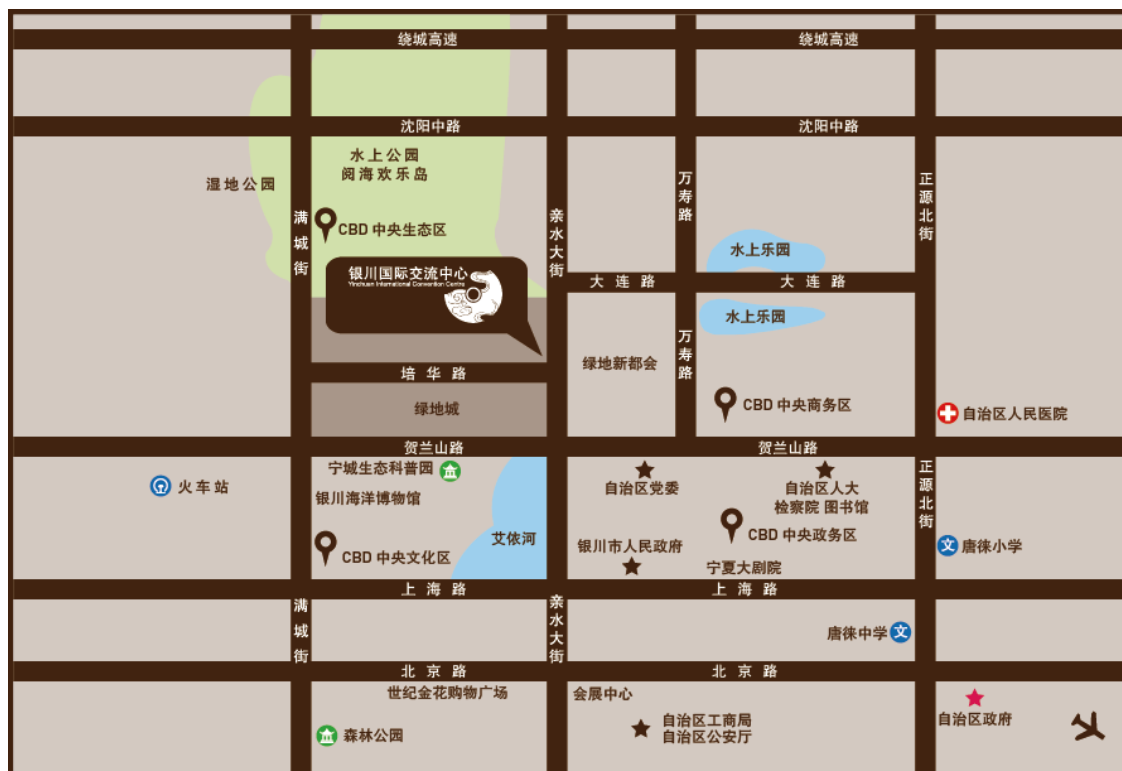 绕城高速
绕城高速
沈阳中路
沈阳中路
水上公园
阅海欢乐岛
湿地公园
万寿路
正源北街
满城街
亲水大街
CBD 中央生态区
水上乐园
银川国际交流中心
Yinchuan International Convention Centre
大连路
大连路
水上乐园
万寿路
绿地新都会
培华路
绿地城
CBD 中央商务区
自治区人民医院
贺兰山路
贺兰山路
宁城生态科普园
银川海洋博物馆
火车站
自治区党委
自治区人大
检察院 图书馆
正源北街
CBD 中央政务区
艾依河
银川市人民政府
文
唐徕小学
CBD 中央文化区
宁夏大剧院
上海路
上海路
满城街
亲水大街
唐徕中学
文
北京路
北京路
世纪金花购物广场
会展中心
自治区工商局
自治区公安厅
自治区政府
森林公园